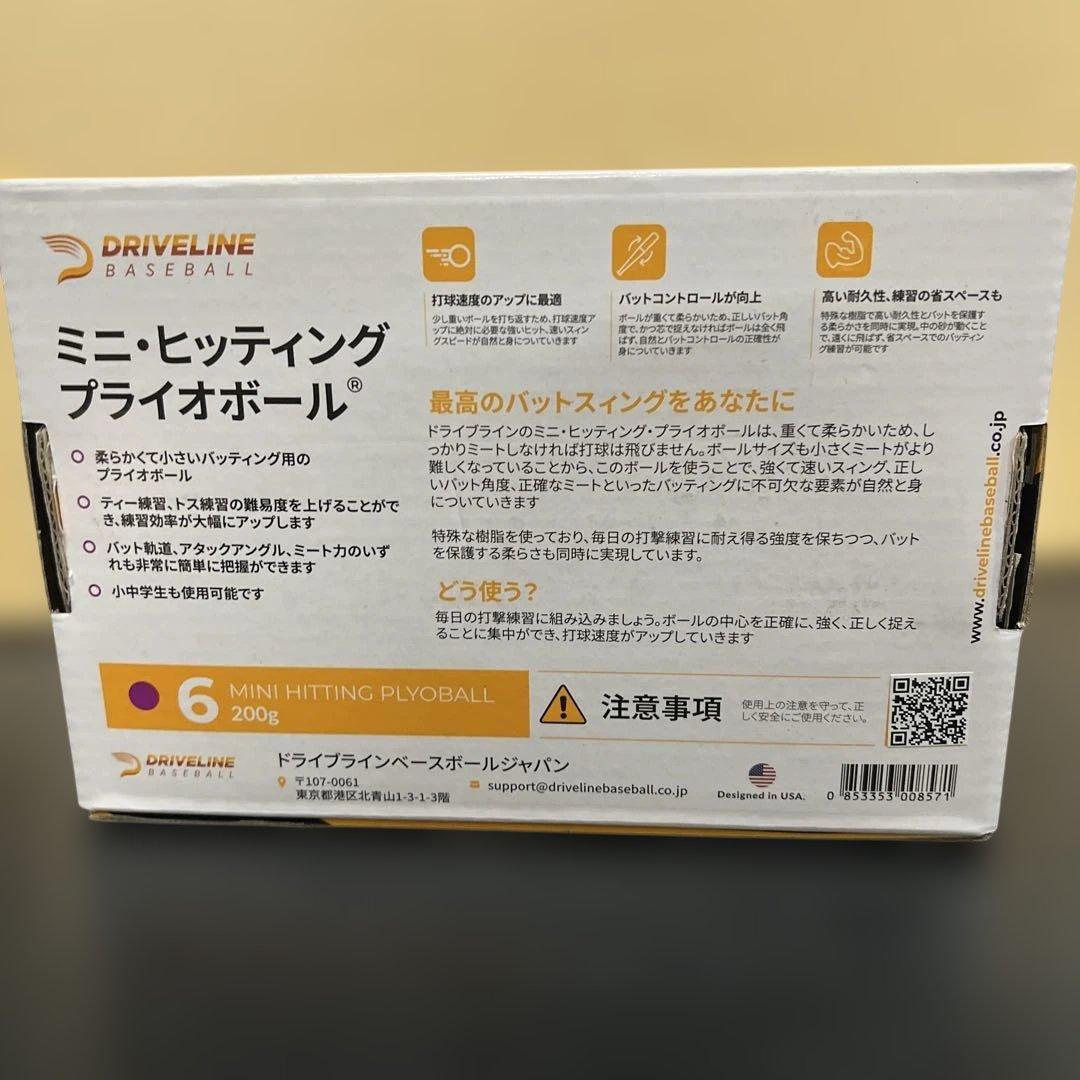 DRIVELINE
BASEBALL
ミニ・ヒッティング
プライオボール®
柔らかくて小さいバッティング用の
プライオボール
ティー練習、トス練習の難易度を上げることがで
き、練習効率が大幅にアップします
バット軌道、アタックアングル、ミート力のいず
れも非常に簡単に把握ができます
小中学生も使用可能です
打球速度のアップに最適
少し重いボールを打ち返すため、打球速度ア
ップに絶対に必要な強いヒット、速いスィン
グスピードが自然と身についていきます
バットコントロールが向上
ボールが重くて柔らかいため、正しいバット角
度で、かつ芯で捉えなければボールは全く飛
ばず、自然とバットコントロールの正確性が
身についていきます
高い耐久性、練習の省スペースも
特殊な樹脂で高い耐久性とバットを保護す
る柔らかさを同時に実現。中の砂が動くこと
で、遠くに飛ばず、省スペースでのバッティン
グ練習が可能です
最高のバットスィングをあなたに
ドライブラインのミニ・ヒッティング・プライオボールは、重くて柔らかいため、し
っかりミートしなければ打球は飛びません。ボールサイズも小さくミートがより
難しくなっていることから、このボールを使うことで、強くて速いスィング、正し
いバット角度、正確なミートといったバッティングに不可欠な要素が自然と身
についていきます
特殊な樹脂を使っており、毎日の打撃練習に耐え得る強度を保ちつつ、バット
を保護する柔らさも同時に実現しています。
どう使う?
毎日の打撃練習に組み込みましょう。ボールの中心を正確に、強く、正しく捉え
ることに集中ができ、打球速度がアップしていきます
www.drivelinebaseball.co.jp
6 MINI HITTING PLYOBALL
200g
注意事項
使用上の注意を守って、正
しく安全にご使用ください。
DRIVELINE
BASEBALL
ドライブラインベースボールジャパン
〒107-0061
東京都港区北青山1-3-1-3階
support@drivelinebaseball.co.jp
Designed in USA.
0 853353 008571